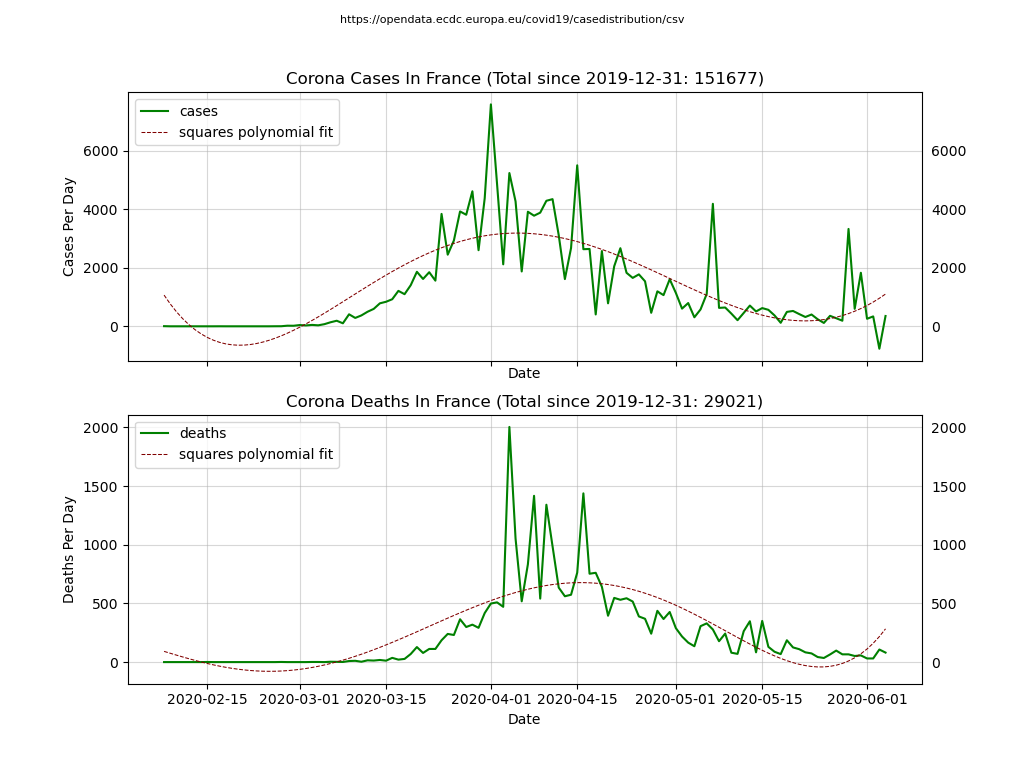 https://opendata.ecdc.europa.eu/covid19/casedistribution/csv
Corona Cases In France (Total since 2019-12-31: 151677)
cases
squares polynomial fit
Cases Per Day
6000 6000
4000 4000
2000 2000
0 0
Date
Corona Deaths In France (Total since 2019-12-31: 29021)
deaths
squares polynomial fit
Deaths Per Day
2000 2000
1500 1500
1000 1000
500 500
0 0
2020-02-15 2020-03-01 2020-03-15 2020-04-01 2020-04-15 2020-05-01 2020-05-15 2020-06-01
Date